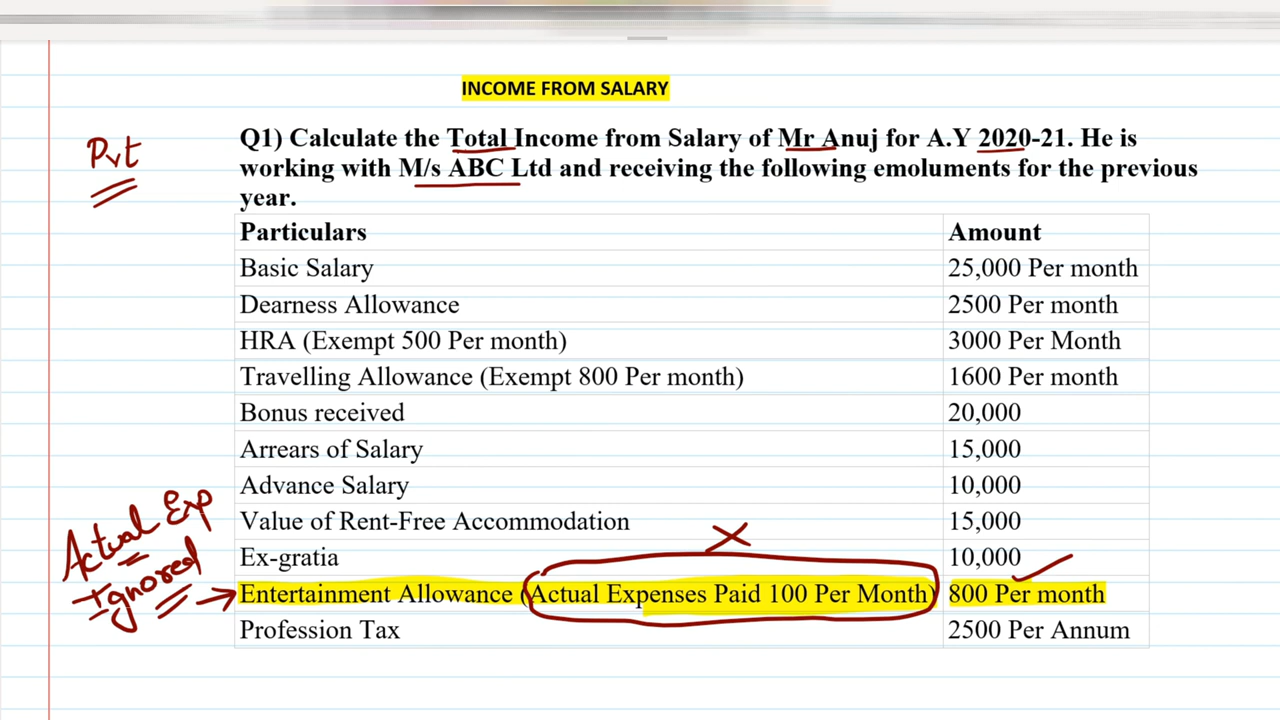 INCOME FROM SALARY
Pvt
Q1) Calculate the Total Income from Salary of Mr Anuj for A.Y 2020-21. He is
working with M/s ABC Ltd and receiving the following emoluments for the previous
year.
Particulars Amount
Basic Salary 25,000 Per month
Dearness Allowance 2500 Per month
HRA (Exempt 500 Per month) 3000 Per Month
Travelling Allowance (Exempt 800 Per month) 1600 Per month
Bonus received 20,000
Arrears of Salary 15,000
Advance Salary 10,000
Value of Rent-Free Accommodation 15,000
Ex-gratia 10,000
Actual Exp
Ignored
Entertainment Allowance (Actual Expenses Paid 100 Per Month) 800 Per month
Profession Tax 2500 Per Annum